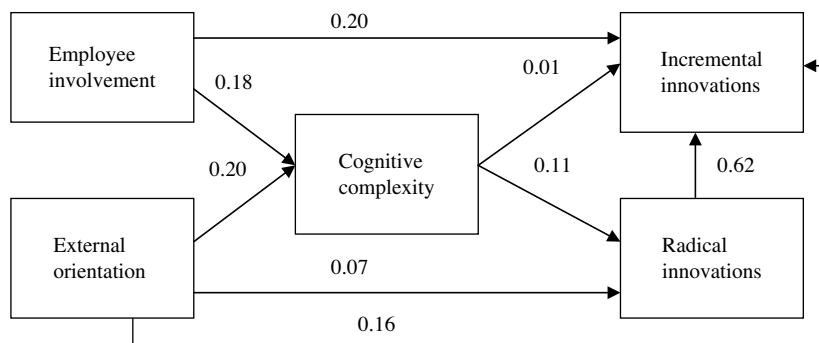 0.20
Employee
involvement
Incremental
innovations
0.01
0.18
Cognitive
complexity
0.20
0.11
0.62
External
orientation
Radical
innovations
0.07
0.16